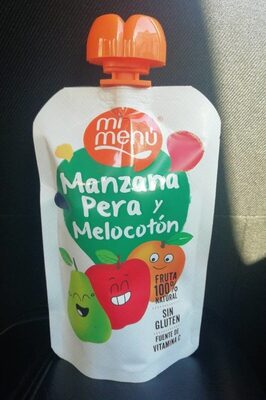 mi
menú
Manzana
Pera y
Melocotón
FRUTA
100%
NATURAL
SIN
GLUTEN
FUENTE DE
VITAMINA C